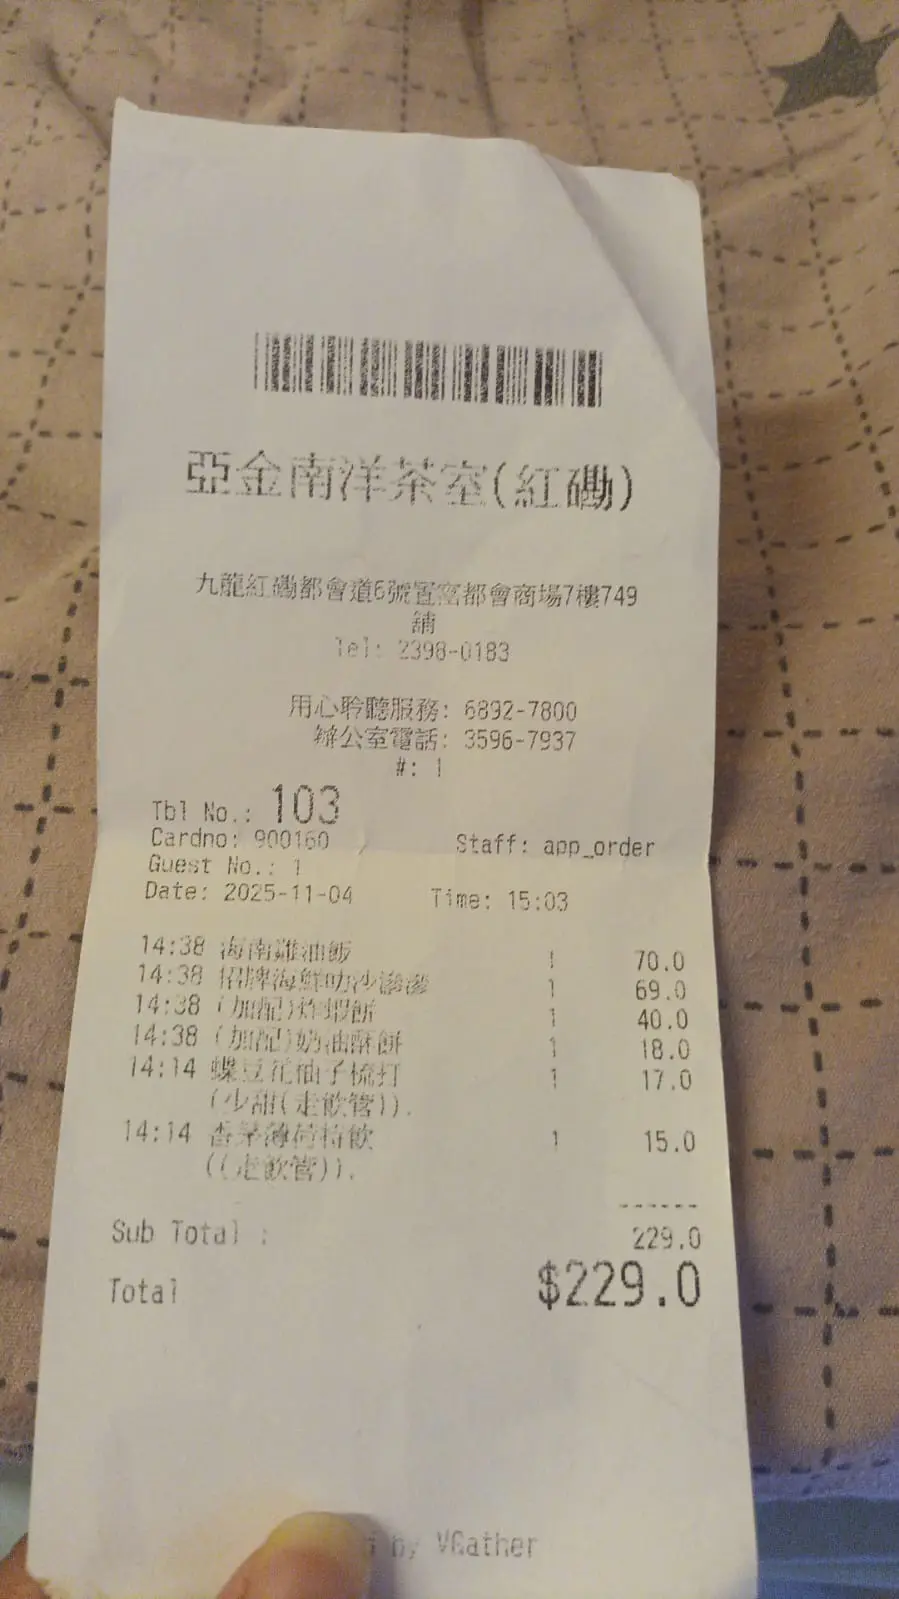 亞金南洋茶室(紅磡)
九龍紅磡都會道6號置富都會商場7樓749
舖
Tel: 2398-0183
用心聆聽服務: 6892-7800
辦公室電話: 3596-7937
#: 1
Tbl No.: 103
Cardno: 900160 Staff: app_order
Guest No.: 1
Date: 2025-11-04 Time: 15:03
14:38 海南雞油飯 1 70.0
14:38 招牌海鮮叻沙 1 69.0
14:38 (加配)炸蝦餅 1 40.0
14:38 (加配)奶油酥餅 1 18.0
14:14 蝶豆花柚子梳打 1 17.0
(少甜(走飲管)).
14:14 香茅薄荷特飲 1 15.0
((走飲管)).
------
Sub Total : 229.0
Total $229.0
by VGather